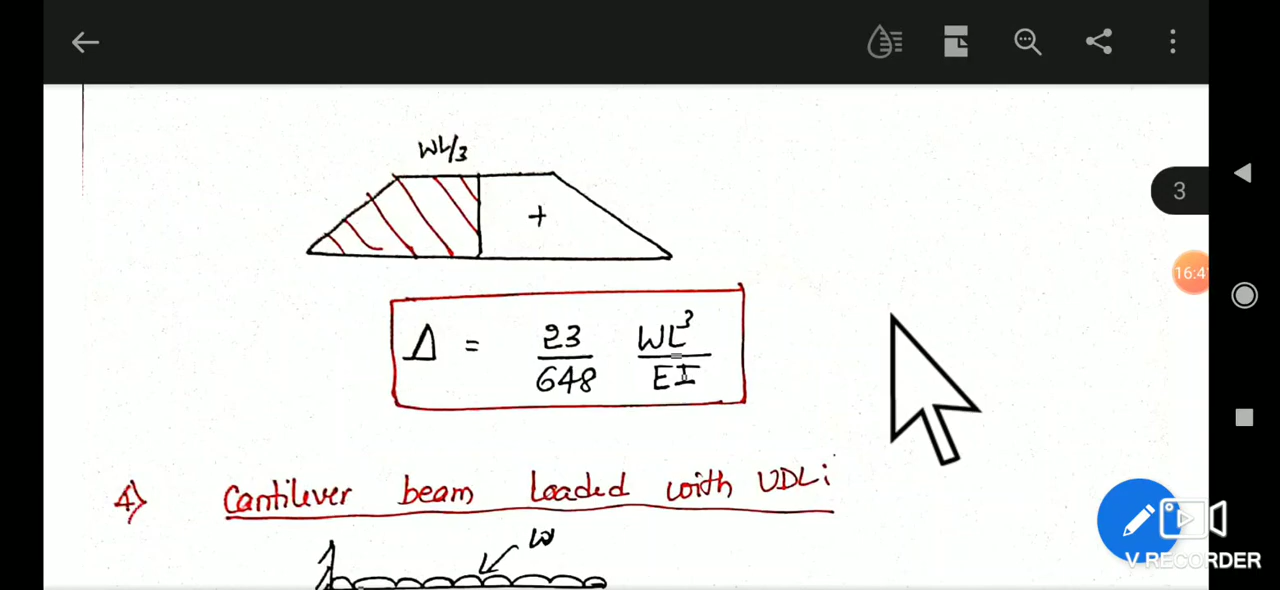 WL/3
3
16:4
+
Δ = 23/648 WL³/EI
4) Cantilever beam loaded with UDL:
w
V RECORDER